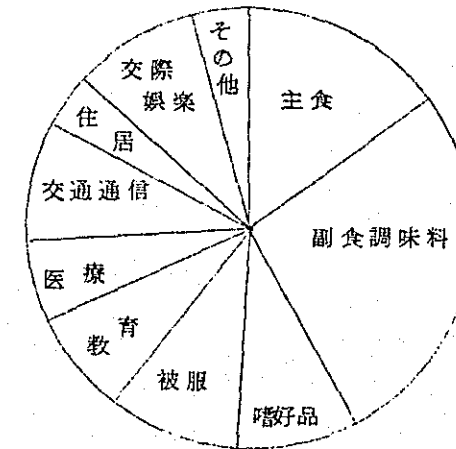 主食
副食調味料
嗜好品
被服
教育
医療
交通通信
住居
交際
娯楽
その他